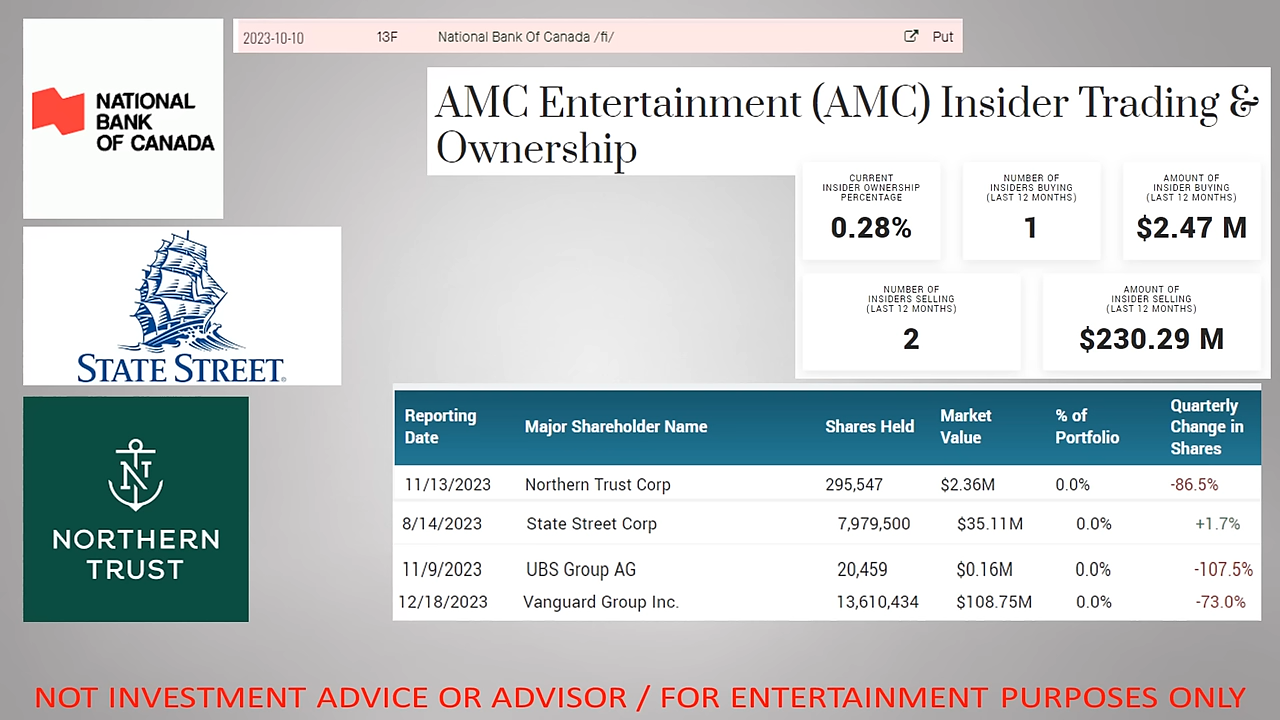 2023-10-10 13F National Bank Of Canada /fi/ Put
NATIONAL
BANK
OF CANADA
AMC Entertainment (AMC) Insider Trading &
Ownership
CURRENT
INSIDER OWNERSHIP
PERCENTAGE
0.28%
NUMBER OF
INSIDERS BUYING
(LAST 12 MONTHS)
1
AMOUNT OF
INSIDER BUYING
(LAST 12 MONTHS)
$2.47 M
NUMBER OF
INSIDERS SELLING
(LAST 12 MONTHS)
2
AMOUNT OF
INSIDER SELLING
(LAST 12 MONTHS)
$230.29 M
STATE STREET.
N
NORTHERN
TRUST
Reporting
Date
Major Shareholder Name
Shares Held
Market
Value
% of
Portfolio
Quarterly
Change in
Shares
11/13/2023 Northern Trust Corp 295,547 $2.36M 0.0% -86.5%
8/14/2023 State Street Corp 7,979,500 $35.11M 0.0% +1.7%
11/9/2023 UBS Group AG 20,459 $0.16M 0.0% -107.5%
12/18/2023 Vanguard Group Inc. 13,610,434 $108.75M 0.0% -73.0%
NOT INVESTMENT ADVICE OR ADVISOR / FOR ENTERTAINMENT PURPOSES ONLY